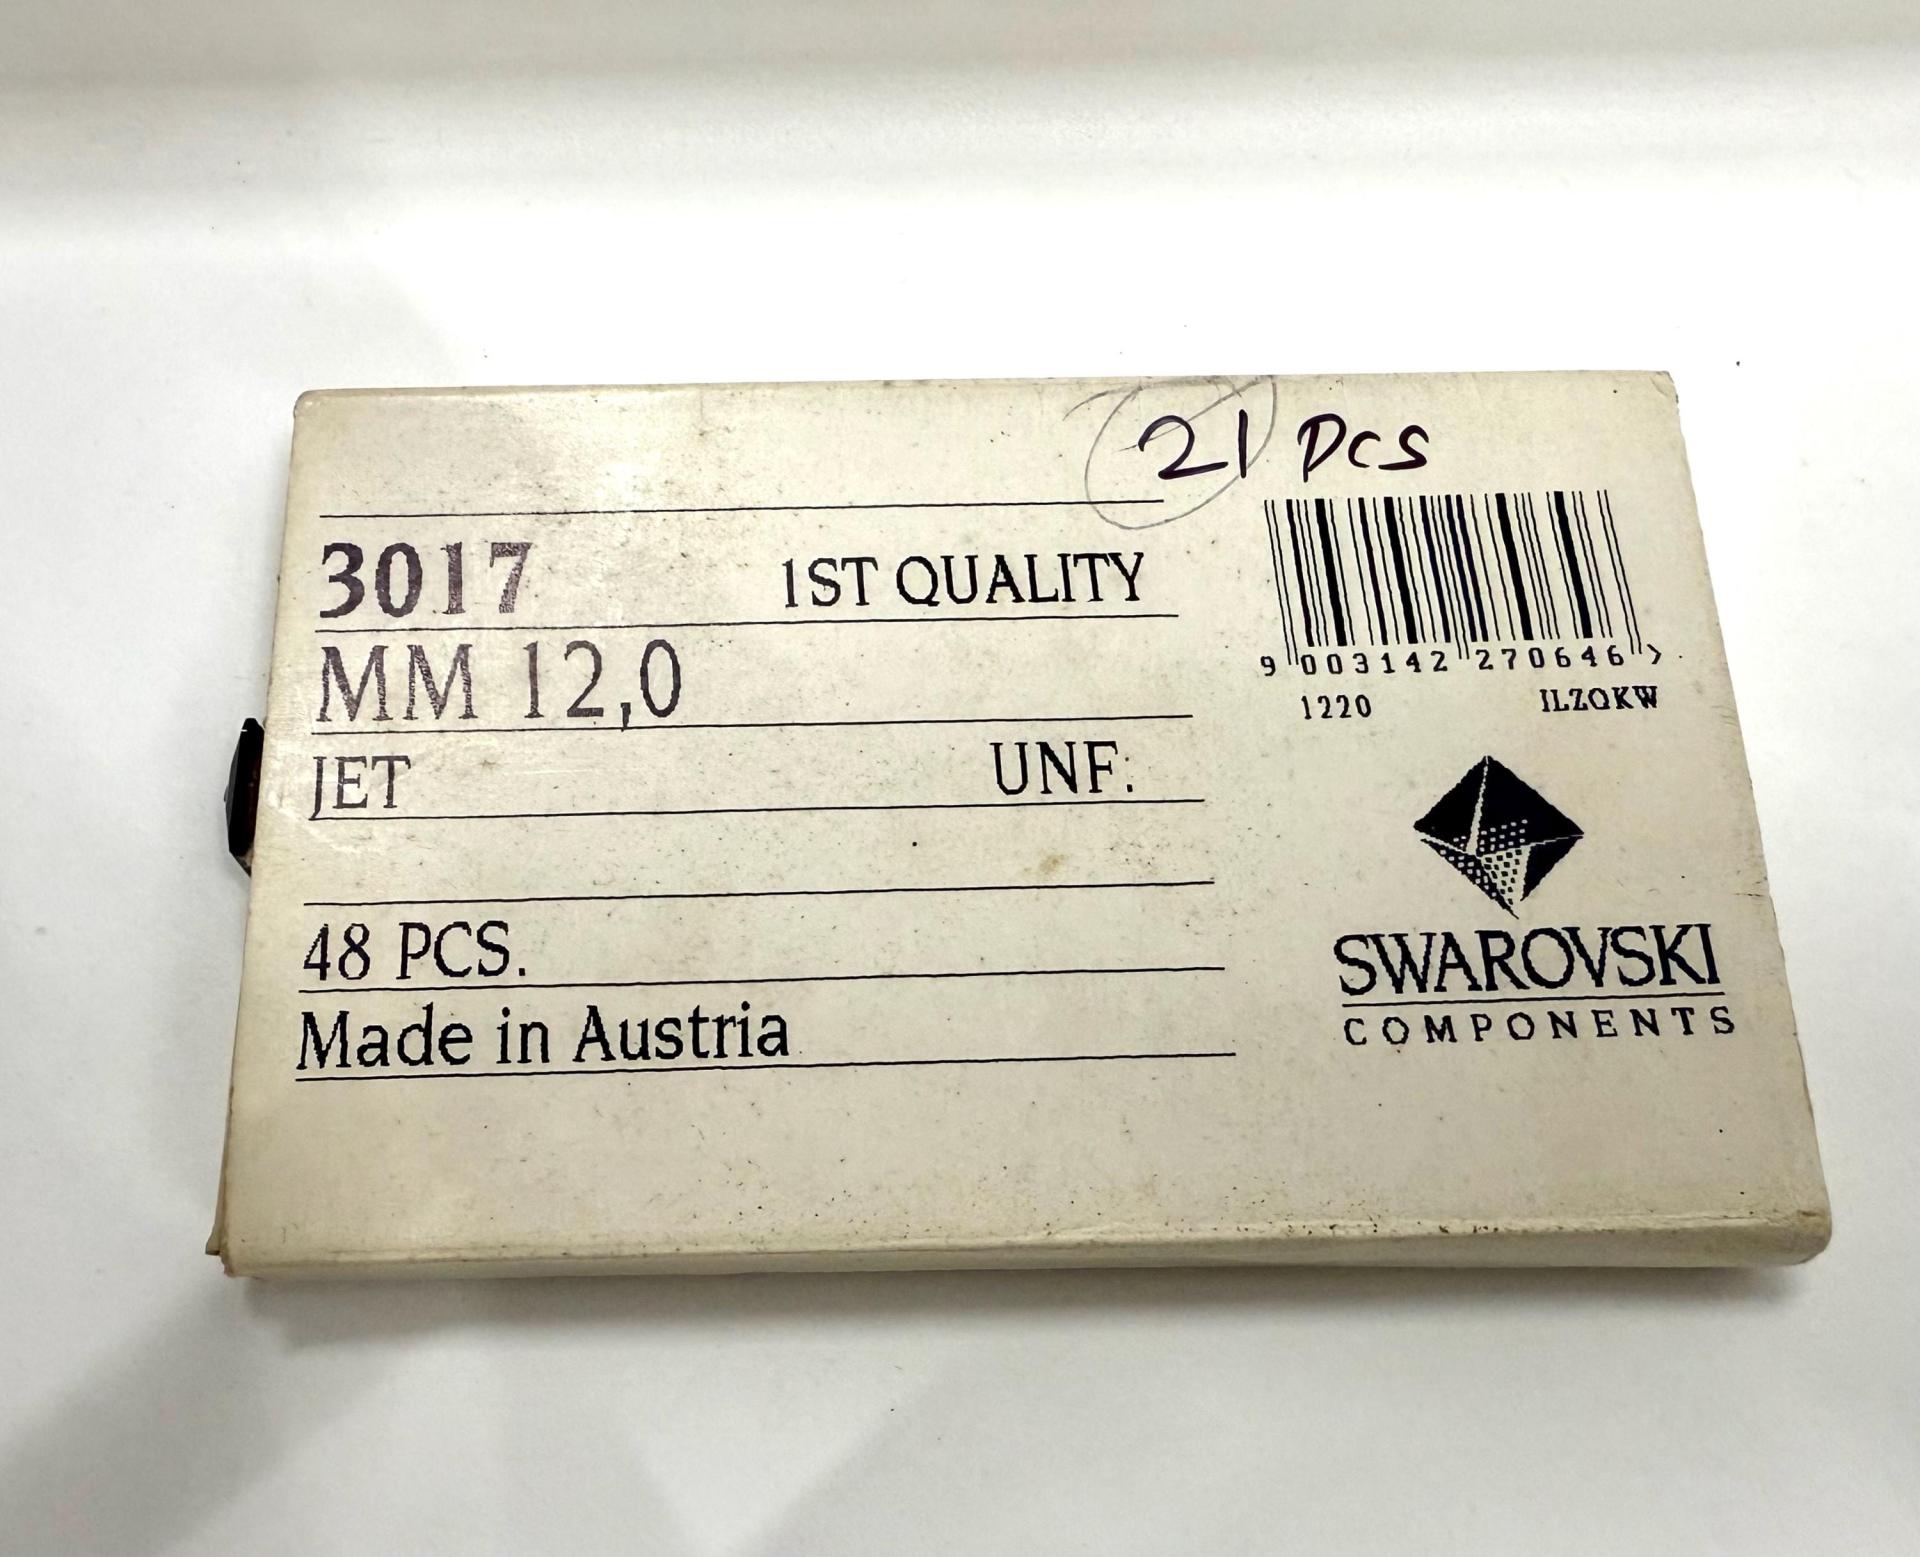 21 PCS
3017 1ST QUALITY
MM 12,0
JET UNF:
48 PCS.
Made in Austria
9 003142 270646 >
1220 ILZQKW
SWAROVSKI
COMPONENTS